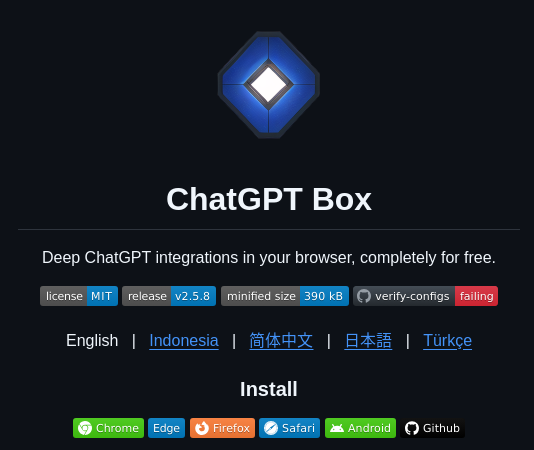 ChatGPT Box
Deep ChatGPT integrations in your browser, completely for free.
license MIT release v2.5.8 minified size 390 kB verify-configs failing
English | Indonesia | 简体中文 | 日本語 | Türkçe
Install
Chrome Edge Firefox Safari Android Github